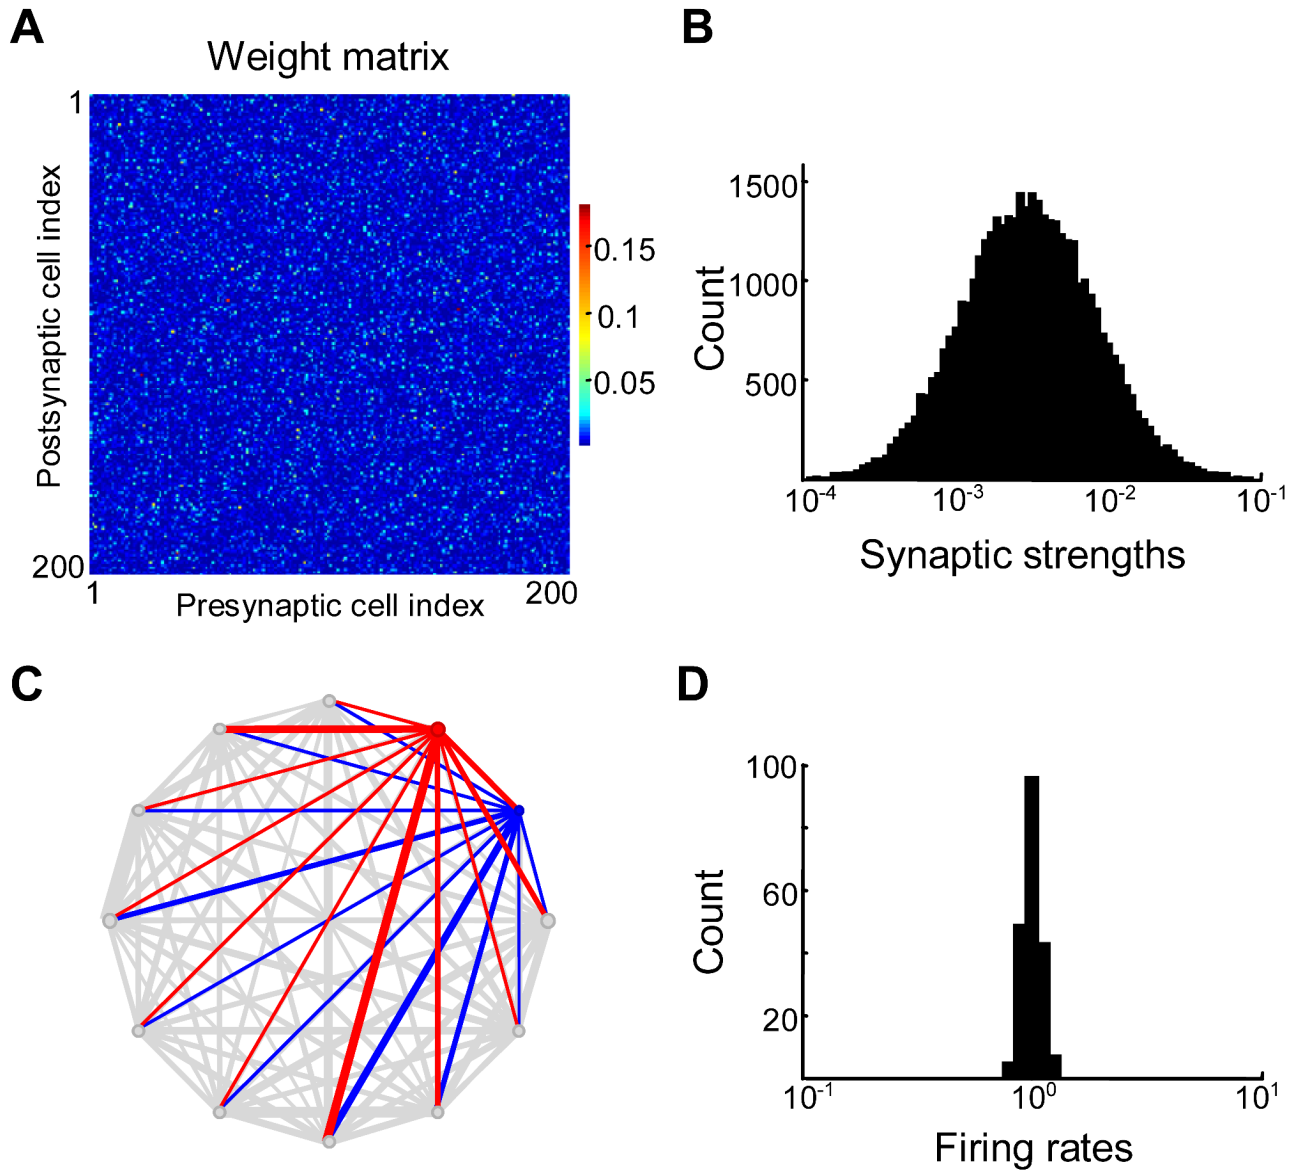 A
Weight matrix
1
Postsynaptic cell index
200
1
Presynaptic cell index
200
0.15
0.1
0.05
B
1500
1000
500
Count
10-4
10-3
10-2
10-1
Synaptic strengths
C
D
100
60
20
Count
10-1
100
101
Firing rates